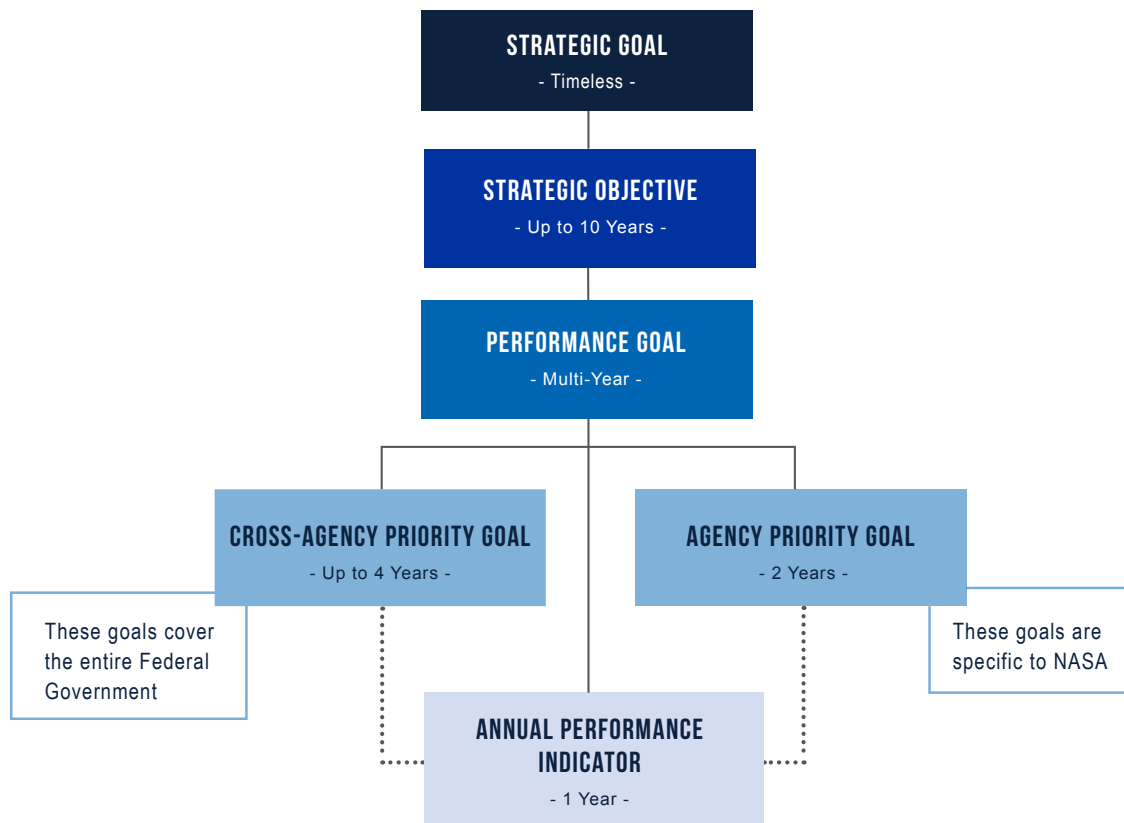 STRATEGIC GOAL
- Timeless -
STRATEGIC OBJECTIVE
- Up to 10 Years -
PERFORMANCE GOAL
- Multi-Year -
CROSS-AGENCY PRIORITY GOAL
- Up to 4 Years -
AGENCY PRIORITY GOAL
- 2 Years -
These goals cover
the entire Federal
Government
These goals are
specific to NASA
ANNUAL PERFORMANCE
INDICATOR
- 1 Year -